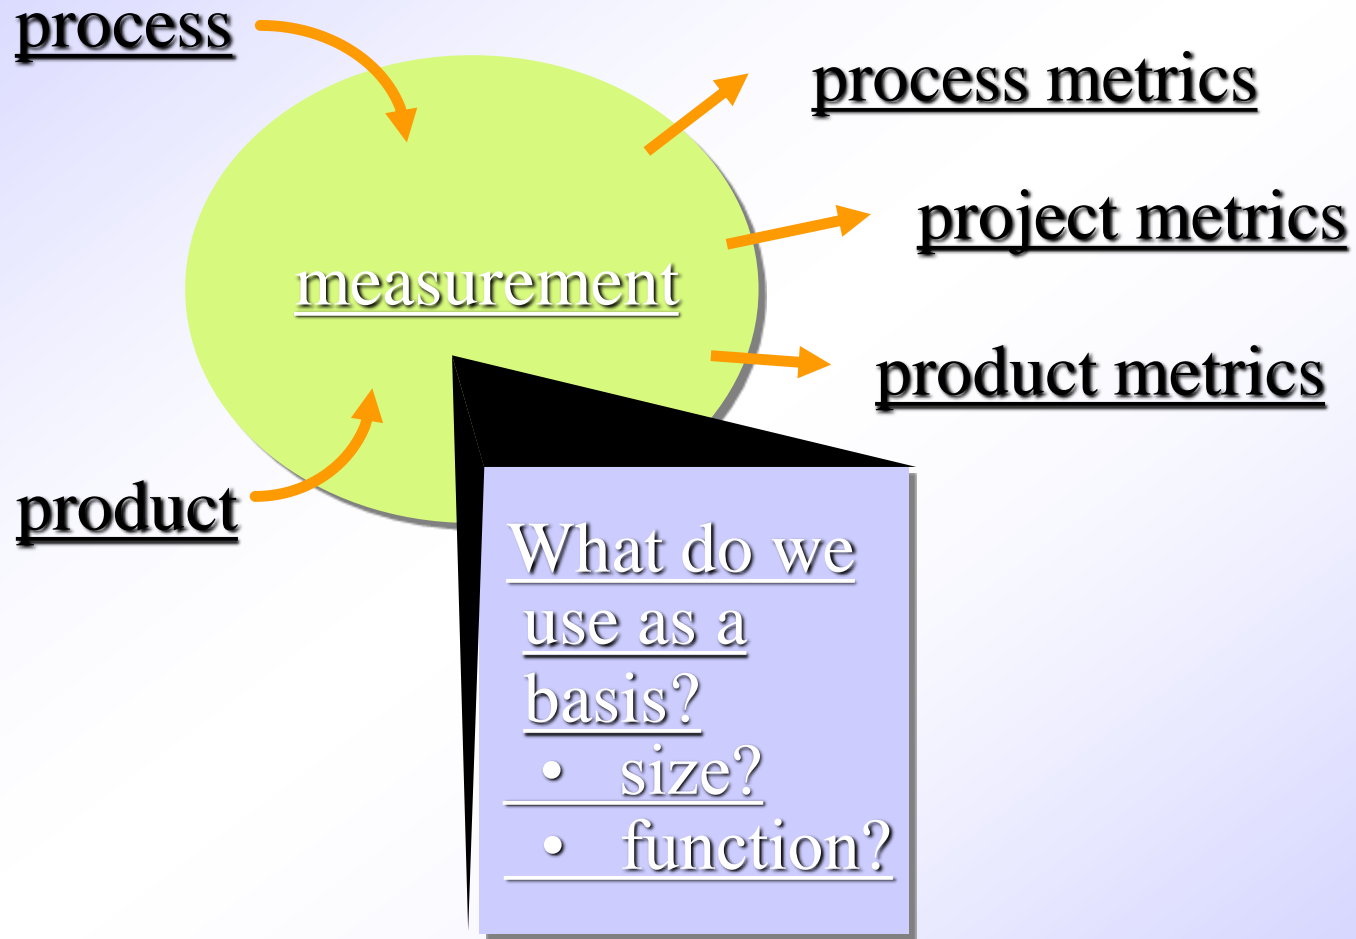 process
process metrics
project metrics
measurement
product metrics
product
What do we
use as a
basis?
• size?
• function?